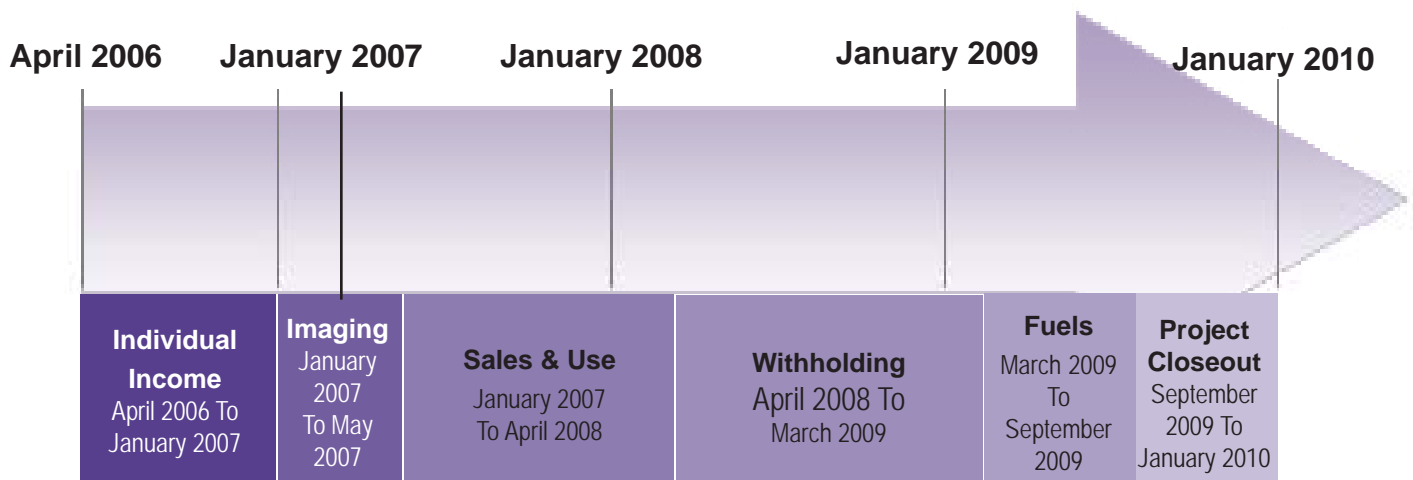 April 2006
January 2007
January 2008
January 2009
January 2010
Individual
Income
April 2006 To
January 2007
Imaging
January
2007
To May
2007
Sales & Use
January 2007
To April 2008
Withholding
April 2008 To
March 2009
Fuels
March 2009
To
September
2009
Project
Closeout
September
2009 To
January 2010